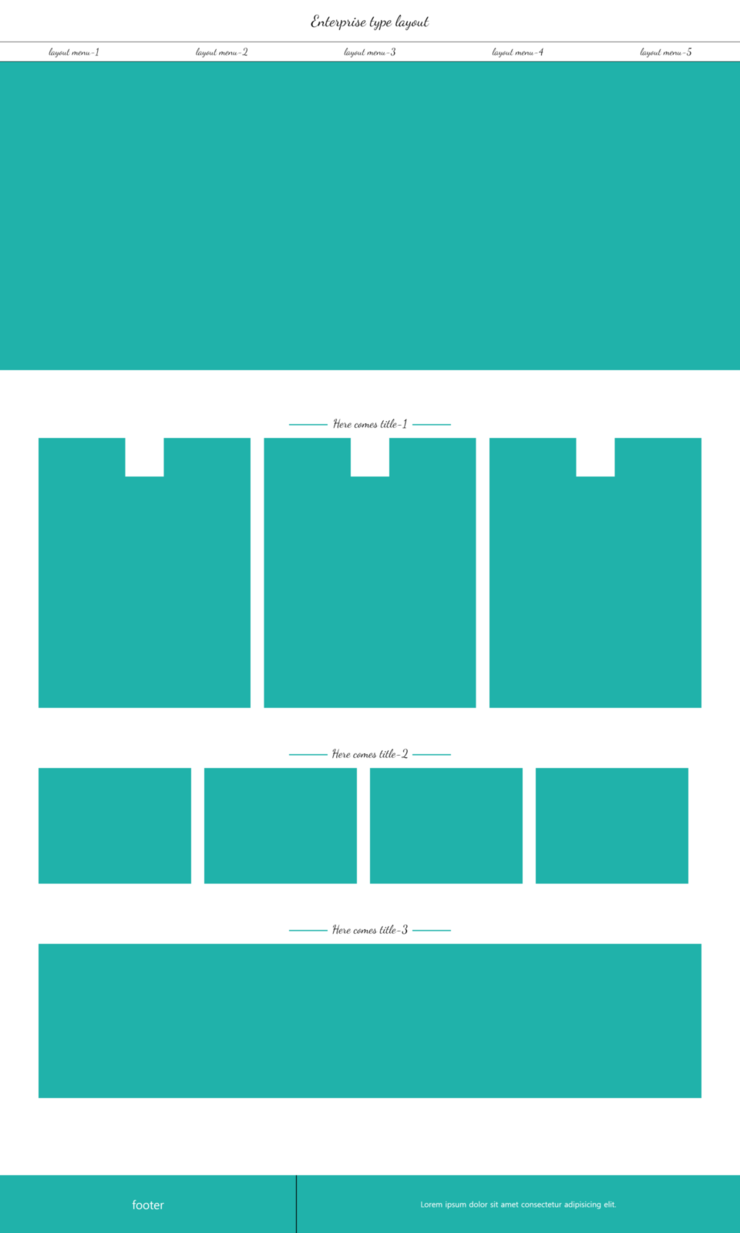 Enterprise type layout
layout menu-1 layout menu-2 layout menu-3 layout menu-4 layout menu-5
Here comes title-1
Here comes title-2
Here comes title-3
footer
Lorem ipsum dolor sit amet consectetur adipisicing elit.